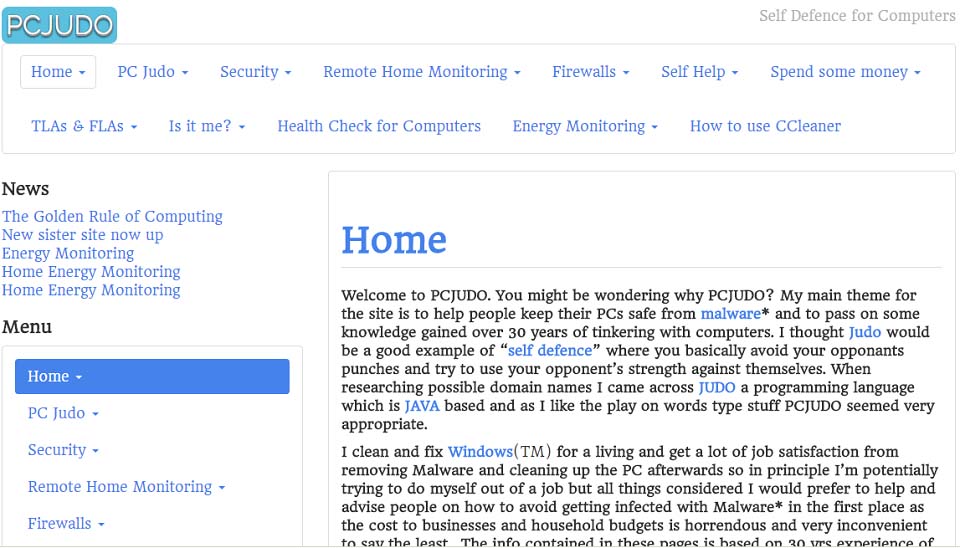 PCJUDO
Self Defence for Computers
Home
PC Judo
Security
Remote Home Monitoring
Firewalls
Self Help
Spend some money
TLAs & FLAs
Is it me?
Health Check for Computers
Energy Monitoring
How to use CCleaner
News
The Golden Rule of Computing
New sister site now up
Energy Monitoring
Home Energy Monitoring
Home Energy Monitoring
Menu
Home
PC Judo
Security
Remote Home Monitoring
Firewalls
Home
Welcome to PCJUDO. You might be wondering why PCJUDO? My main theme for
the site is to help people keep their PCs safe from malware* and to pass on some
knowledge gained over 30 years of tinkering with computers. I thought Judo would
be a good example of “self defence” where you basically avoid your opponants
punches and try to use your opponent’s strength against themselves. When
researching possible domain names I came across JUDO a programming language
which is JAVA based and as I like the play on words type stuff PCJUDO seemed very
appropriate.
I clean and fix Windows(TM) for a living and get a lot of job satisfaction from
removing Malware and cleaning up the PC afterwards so in principle I’m potentially
trying to do myself out of a job but all things considered I would prefer to help and
advise people on how to avoid getting infected with Malware* in the first place as
the cost to businesses and household budgets is horrendous and very inconvenient
to say the least. The info contained in these pages is based on 30 yrs experience of